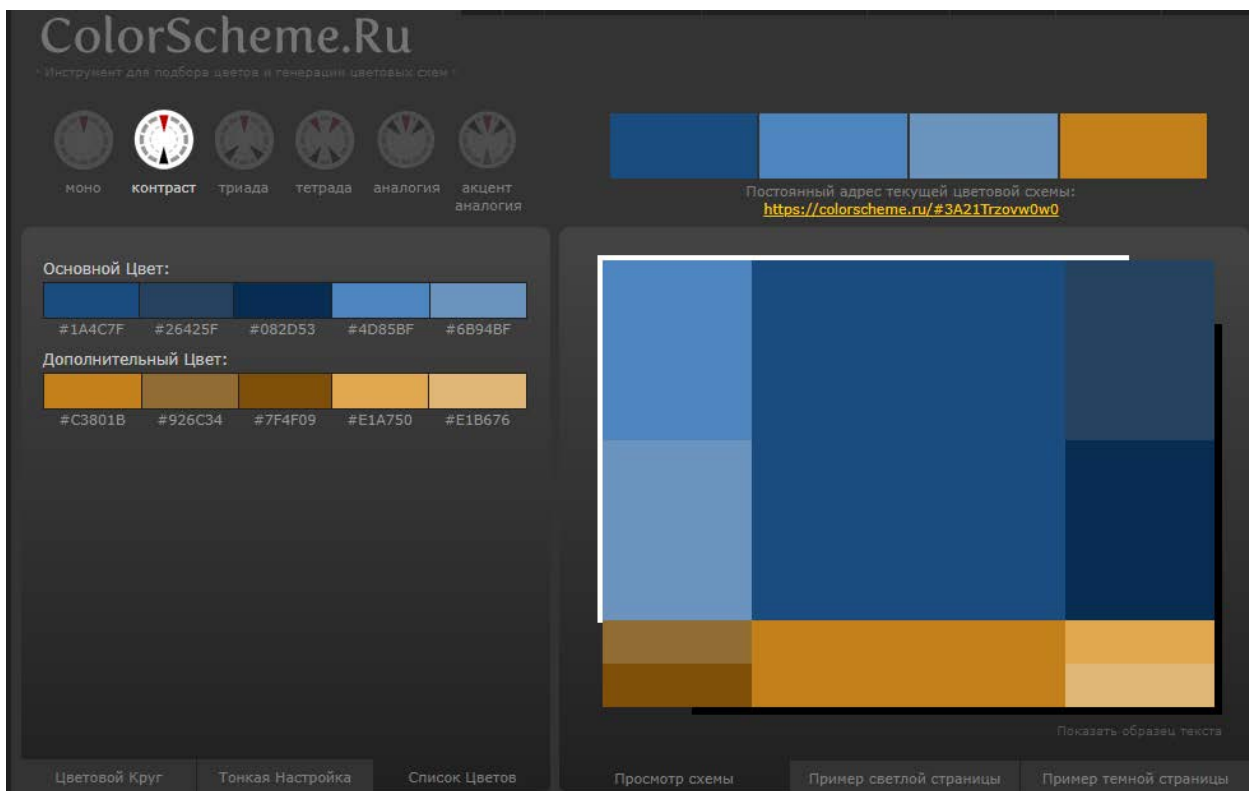 ColorScheme.Ru
· Инструмент для подбора цветов и генерации цветовых схем ·
моно
контраст
триада
тетрада
аналогия
акцент
аналогия
Постоянный адрес текущей цветовой схемы:
https://colorscheme.ru/#3A21Trzovw0w0
Основной Цвет:
#1A4C7F #26425F #082D53 #4D85BF #6B94BF
Дополнительный Цвет:
#C3801B #926C34 #7F4F09 #E1A750 #E1B676
Показать образец текста
Цветовой Круг Тонкая Настройка Список Цветов
Просмотр схемы Пример светлой страницы Пример темной страницы